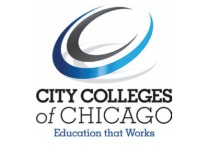 CITY COLLEGES
of CHICAGO
Education that Works